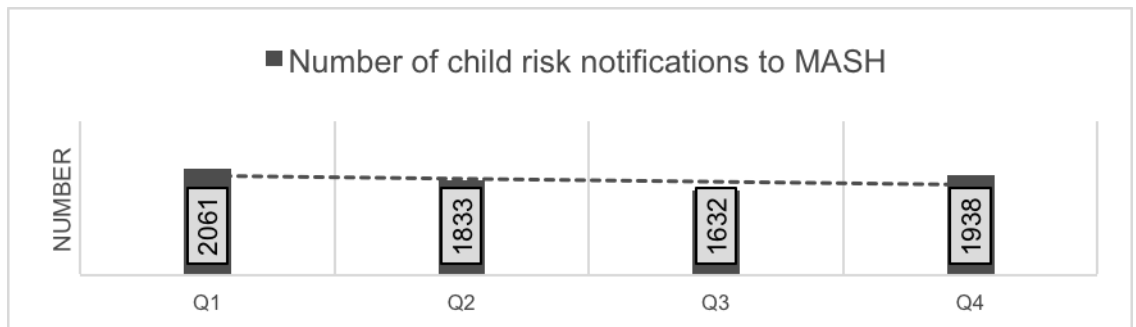 Number of child risk notifications to MASH
NUMBER
2061
1833
1632
1938
Q1
Q2
Q3
Q4